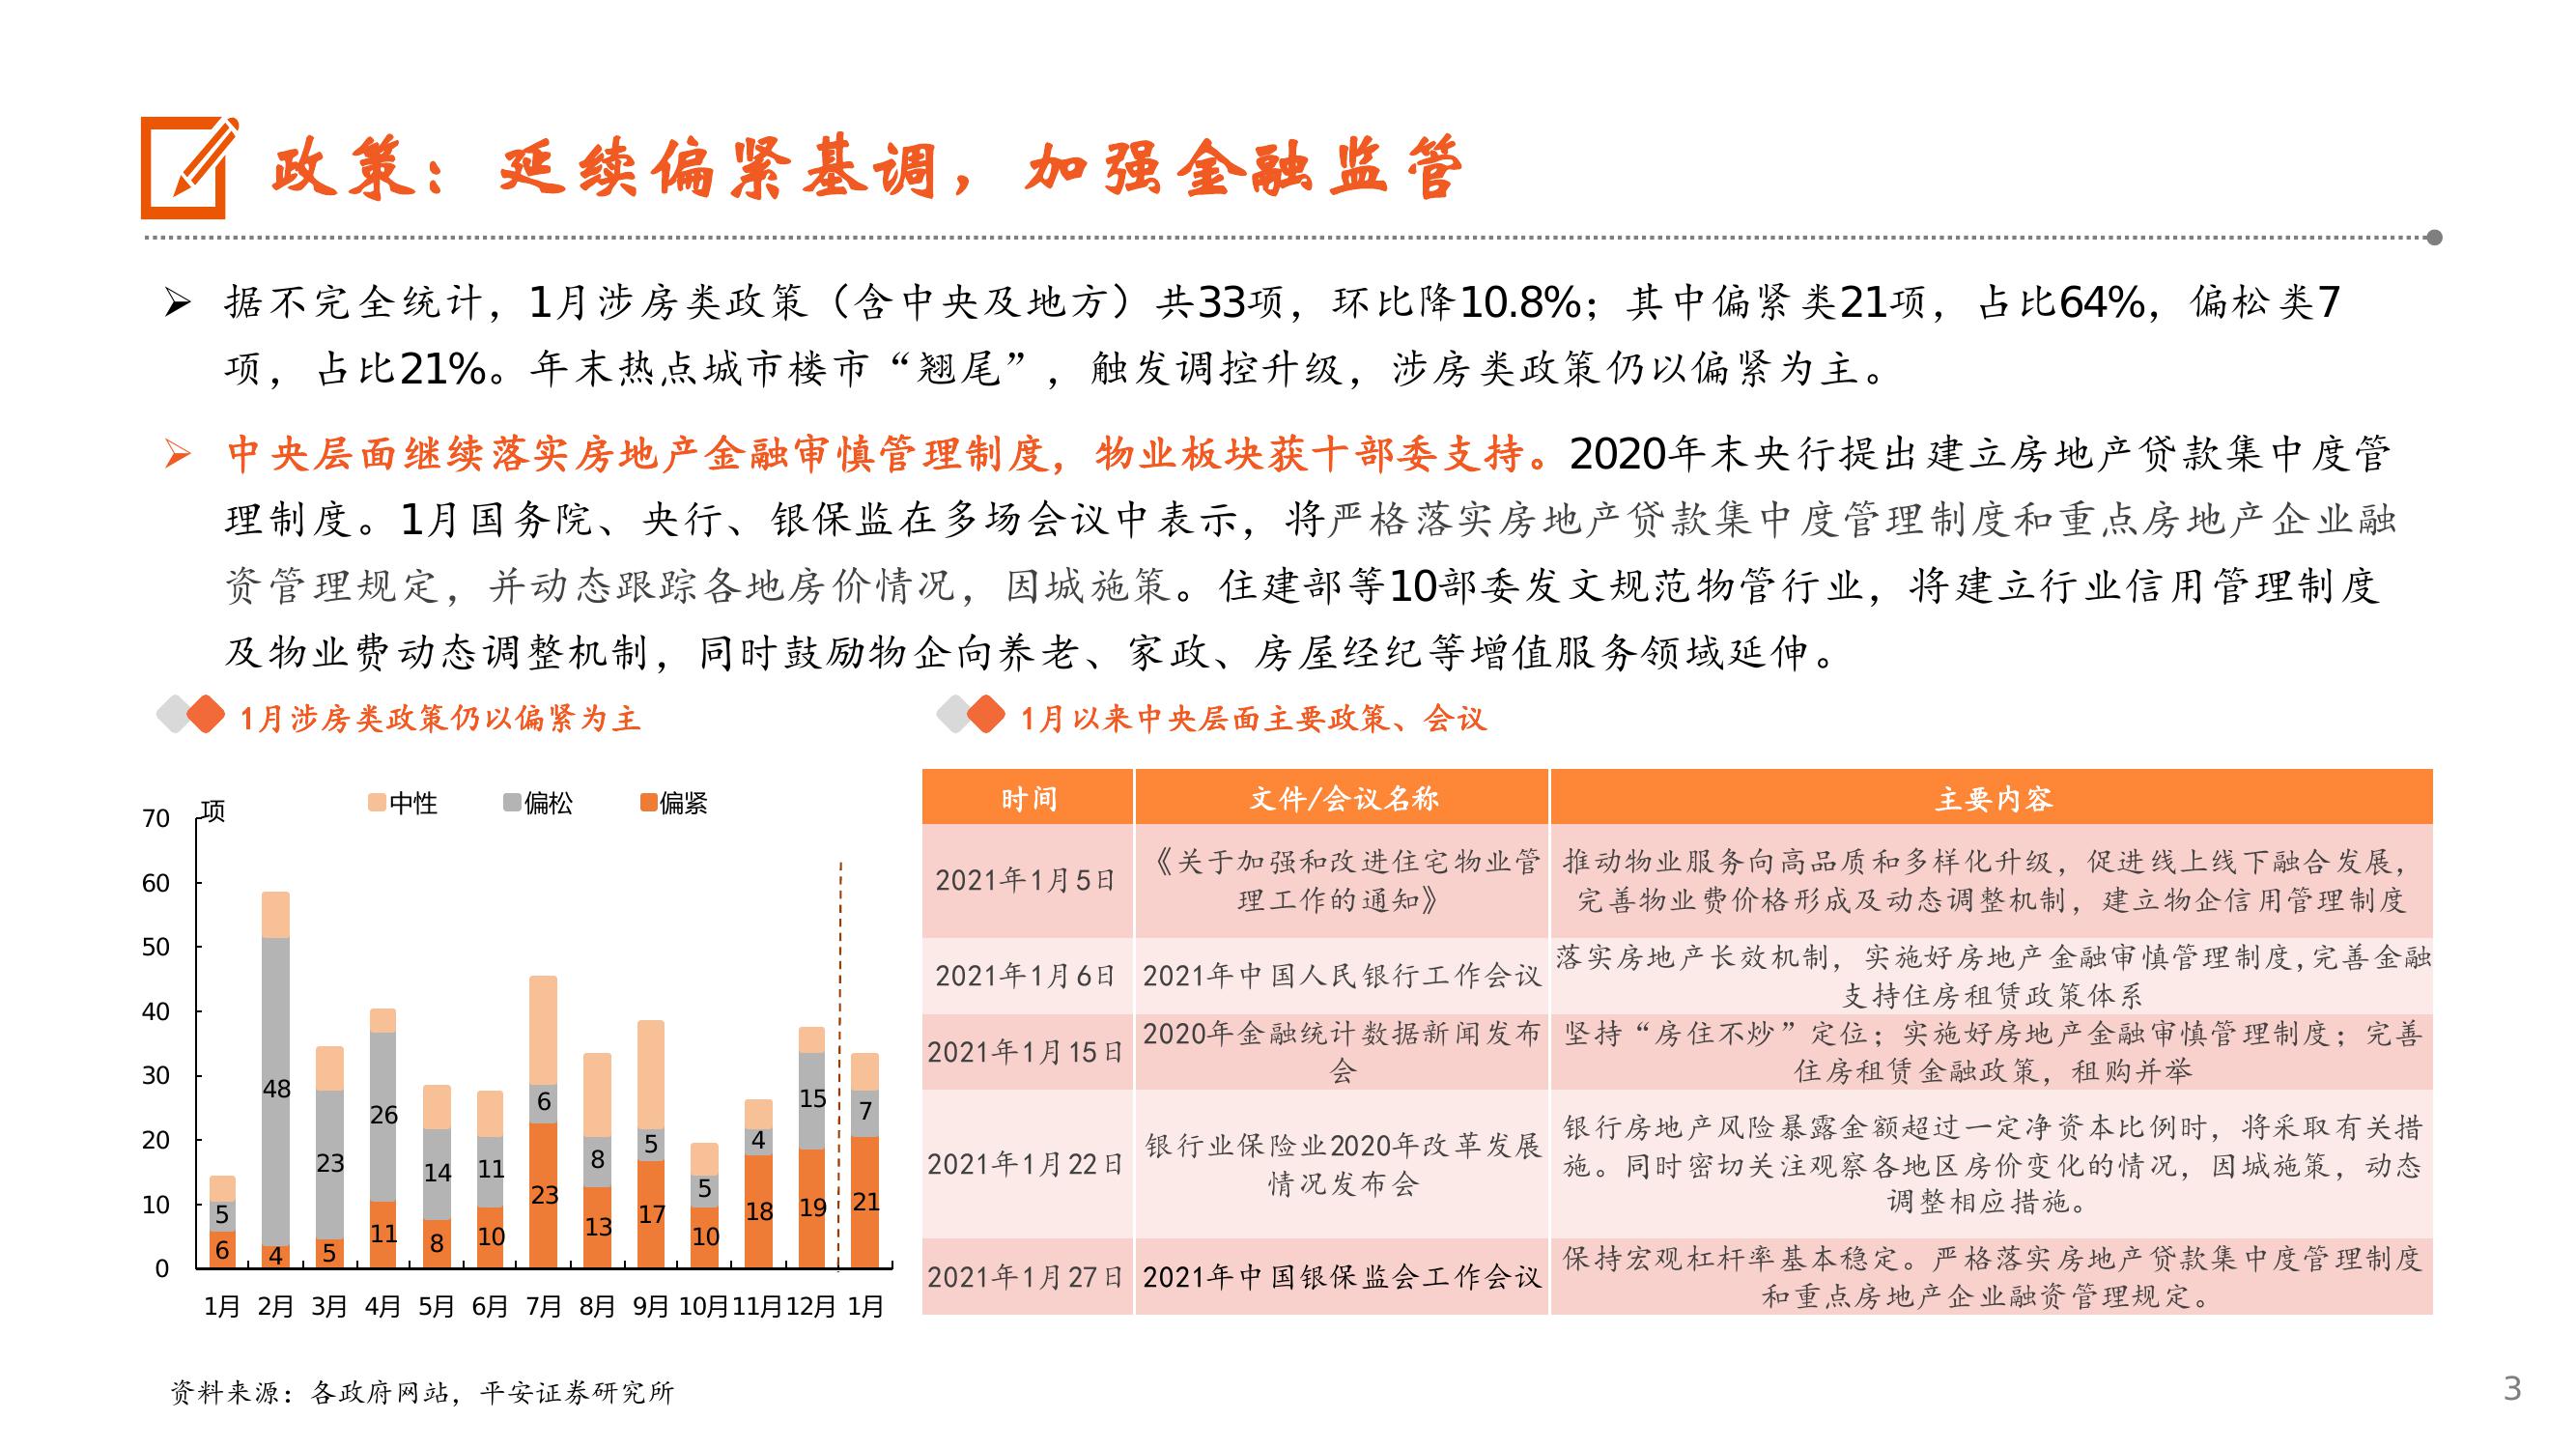 政策：延续偏紧基调，加强金融监管
据不完全统计，1月涉房类政策（含中央及地方）共33项，环比降10.8%；其中偏紧类21项，占比64%，偏松类7
项，占比21%。年末热点城市楼市“翘尾”，触发调控升级，涉房类政策仍以偏紧为主。
中央层面继续落实房地产金融审慎管理制度，物业板块获十部委支持。2020年末央行提出建立房地产贷款集中度管
理制度。1月国务院、央行、银保监在多场会议中表示，将严格落实房地产贷款集中度管理制度和重点房地产企业融
资管理规定，并动态跟踪各地房价情况，因城施策。住建部等10部委发文规范物管行业，将建立行业信用管理制度
及物业费动态调整机制，同时鼓励物企向养老、家政、房屋经纪等增值服务领域延伸。
1月涉房类政策仍以偏紧为主
项
中性 偏松 偏紧
70
60
50
40
30
20
10
0
5 48 23 26 14 11 6 8 5 5 4 15 7
6 4 5 11 8 10 23 13 17 10 18 19 21
1月 2月 3月 4月 5月 6月 7月 8月 9月 10月 11月 12月 1月
1月以来中央层面主要政策、会议
时间 文件/会议名称 主要内容
2021年1月5日
《关于加强和改进住宅物业管
理工作的通知》
推动物业服务向高品质和多样化升级，促进线上线下融合发展，
完善物业费价格形成及动态调整机制，建立物企信用管理制度
2021年1月6日
2021年中国人民银行工作会议
落实房地产长效机制，实施好房地产金融审慎管理制度,完善金融
支持住房租赁政策体系
2021年1月15日
2020年金融统计数据新闻发布
会
坚持“房住不炒”定位；实施好房地产金融审慎管理制度；完善
住房租赁金融政策，租购并举
2021年1月22日
银行业保险业2020年改革发展
情况发布会
银行房地产风险暴露金额超过一定净资本比例时，将采取有关措
施。同时密切关注观察各地区房价变化的情况，因城施策，动态
调整相应措施。
2021年1月27日
2021年中国银保监会工作会议
保持宏观杠杆率基本稳定。严格落实房地产贷款集中度管理制度
和重点房地产企业融资管理规定。
资料来源：各政府网站，平安证券研究所
3